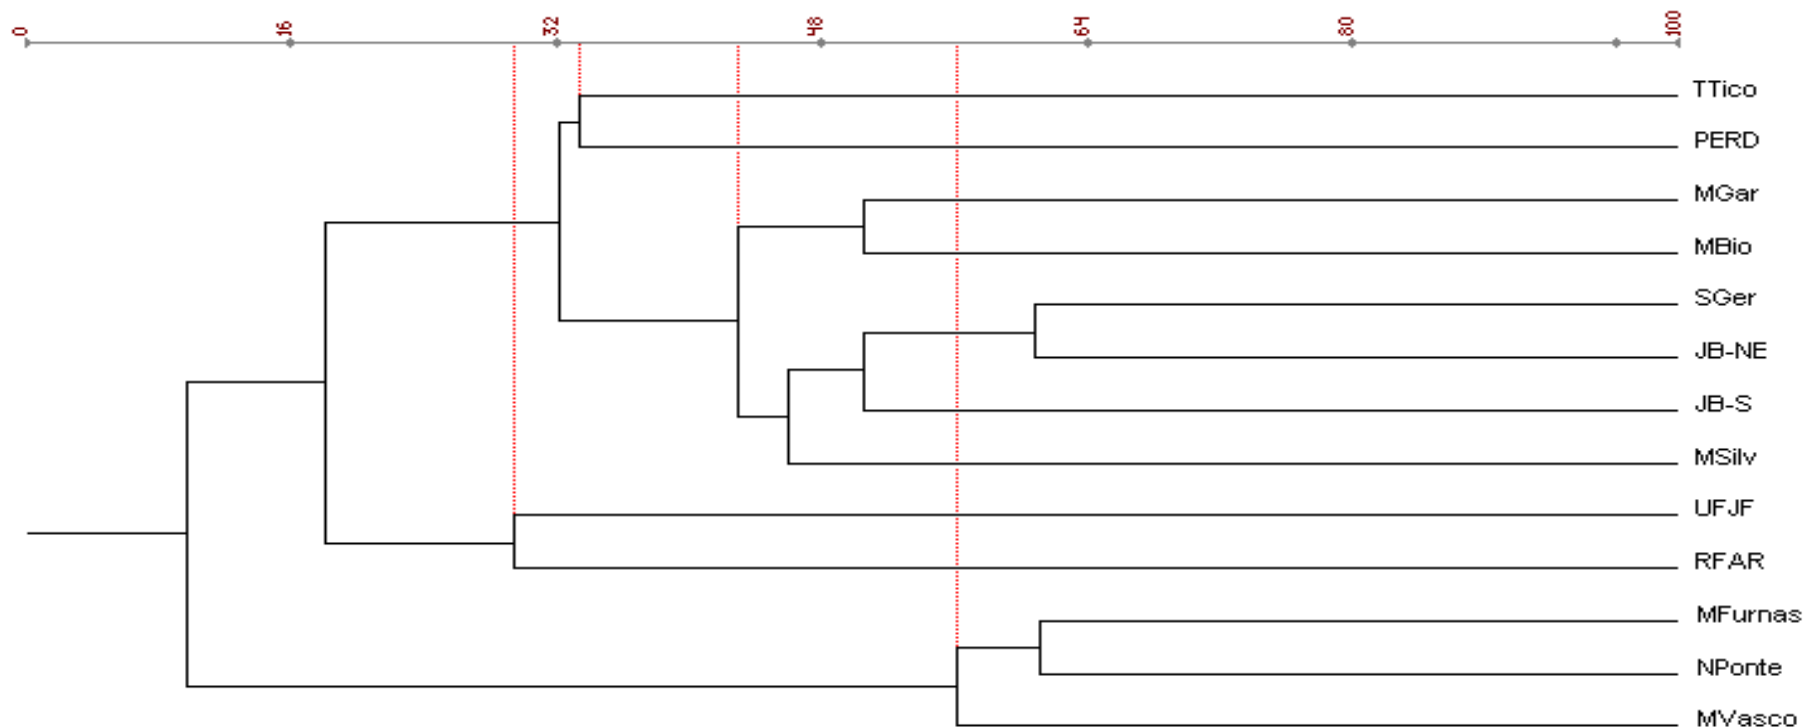 0 16 32 48 64 80 100
TTico
PERD
MGar
MBio
SGer
JB-NE
JB-S
MSilv
UFJF
RFAR
MFurnas
NPonte
MVasco